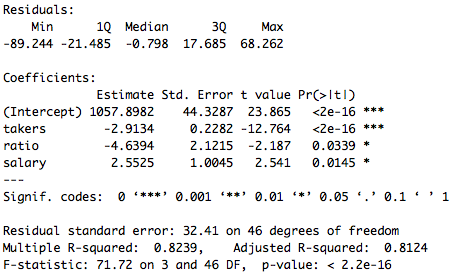 Residuals:
Min 1Q Median 3Q Max
-89.244 -21.485 -0.798 17.685 68.262
Coefficients:
Estimate Std. Error t value Pr(>|t|)
(Intercept) 1057.8982 44.3287 23.865 <2e-16 ***
takers -2.9134 0.2282 -12.764 <2e-16 ***
ratio -4.6394 2.1215 -2.187 0.0339 *
salary 2.5525 1.0045 2.541 0.0145 *
---
Signif. codes: 0 ‘***’ 0.001 ‘**’ 0.01 ‘*’ 0.05 ‘.’ 0.1 ‘ ’ 1
Residual standard error: 32.41 on 46 degrees of freedom
Multiple R-squared: 0.8239, Adjusted R-squared: 0.8124
F-statistic: 71.72 on 3 and 46 DF, p-value: < 2.2e-16